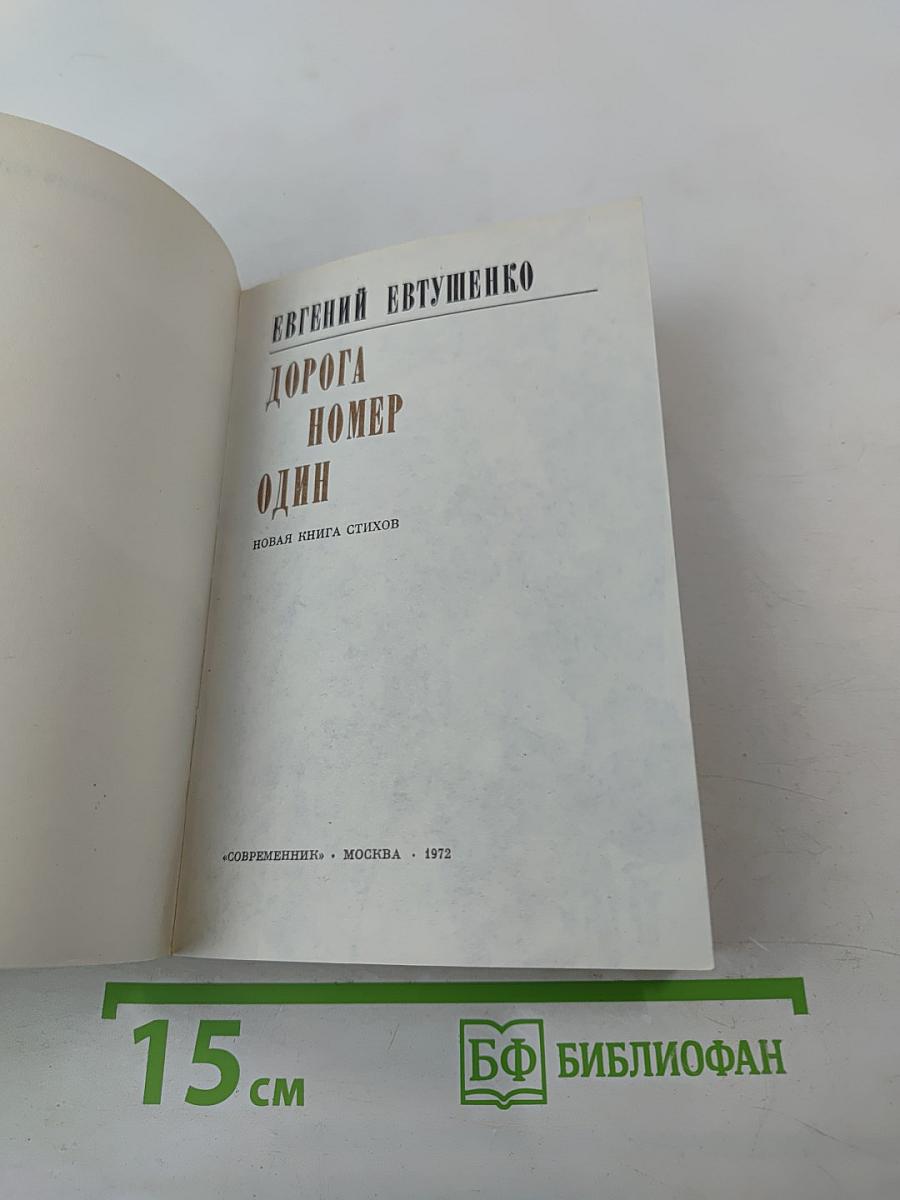 ЕВГЕНИЙ ЕВТУШЕНКО
ДОРОГА
НОМЕР
ОДИН
НОВАЯ КНИГА СТИХОВ
«СОВРЕМЕННИК» · МОСКВА · 1972
15 см
БФ БИБЛИОФАН